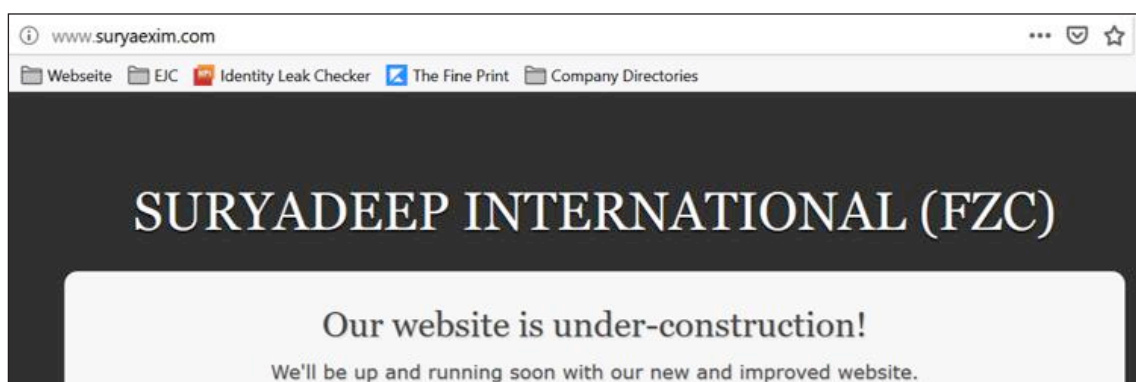 www.suryaexim.com
Webseite EJC Identity Leak Checker The Fine Print Company Directories
SURYADEEP INTERNATIONAL (FZC)
Our website is under-construction!
We'll be up and running soon with our new and improved website.